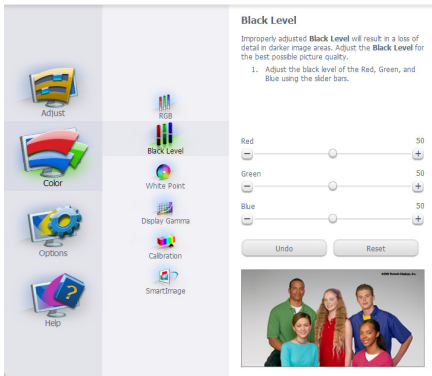 Black Level
Improperly adjusted Black Level will result in a loss of
detail in darker image areas. Adjust the Black Level for
the best possible picture quality.
1. Adjust the black level of the Red, Green, and
Blue using the slider bars.
Adjust
Color
Options
Help
RGB
Black Level
White Point
Display Gamma
Calibration
SmartImage
Red 50
Green 50
Blue 50
Undo Reset